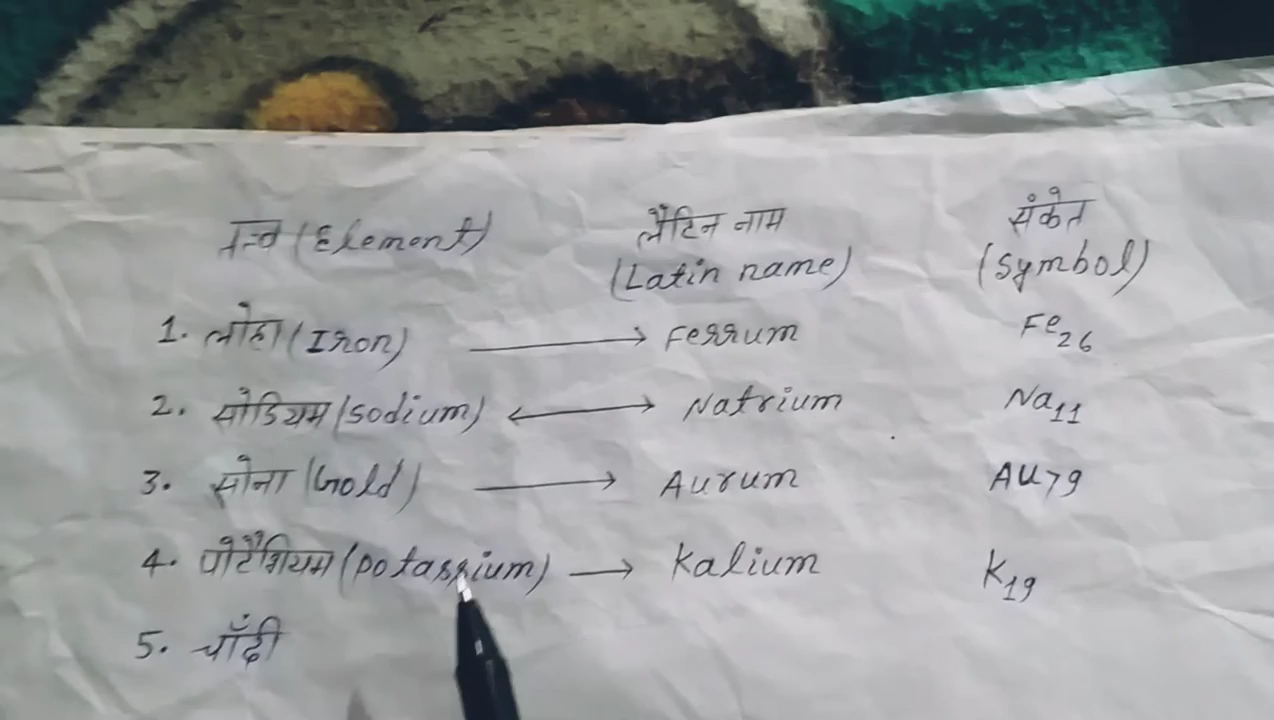 तत्व (Element) लैटिन नाम संकेत
(Latin name) (Symbol)
1. लोहा (Iron) → Ferrum Fe26
2. सोडियम (Sodium) ↔ Natrium Na11
3. सोना (Gold) → Aurum AU79
4. पोटैशियम (potassium) → Kalium K19
5. चाँदी